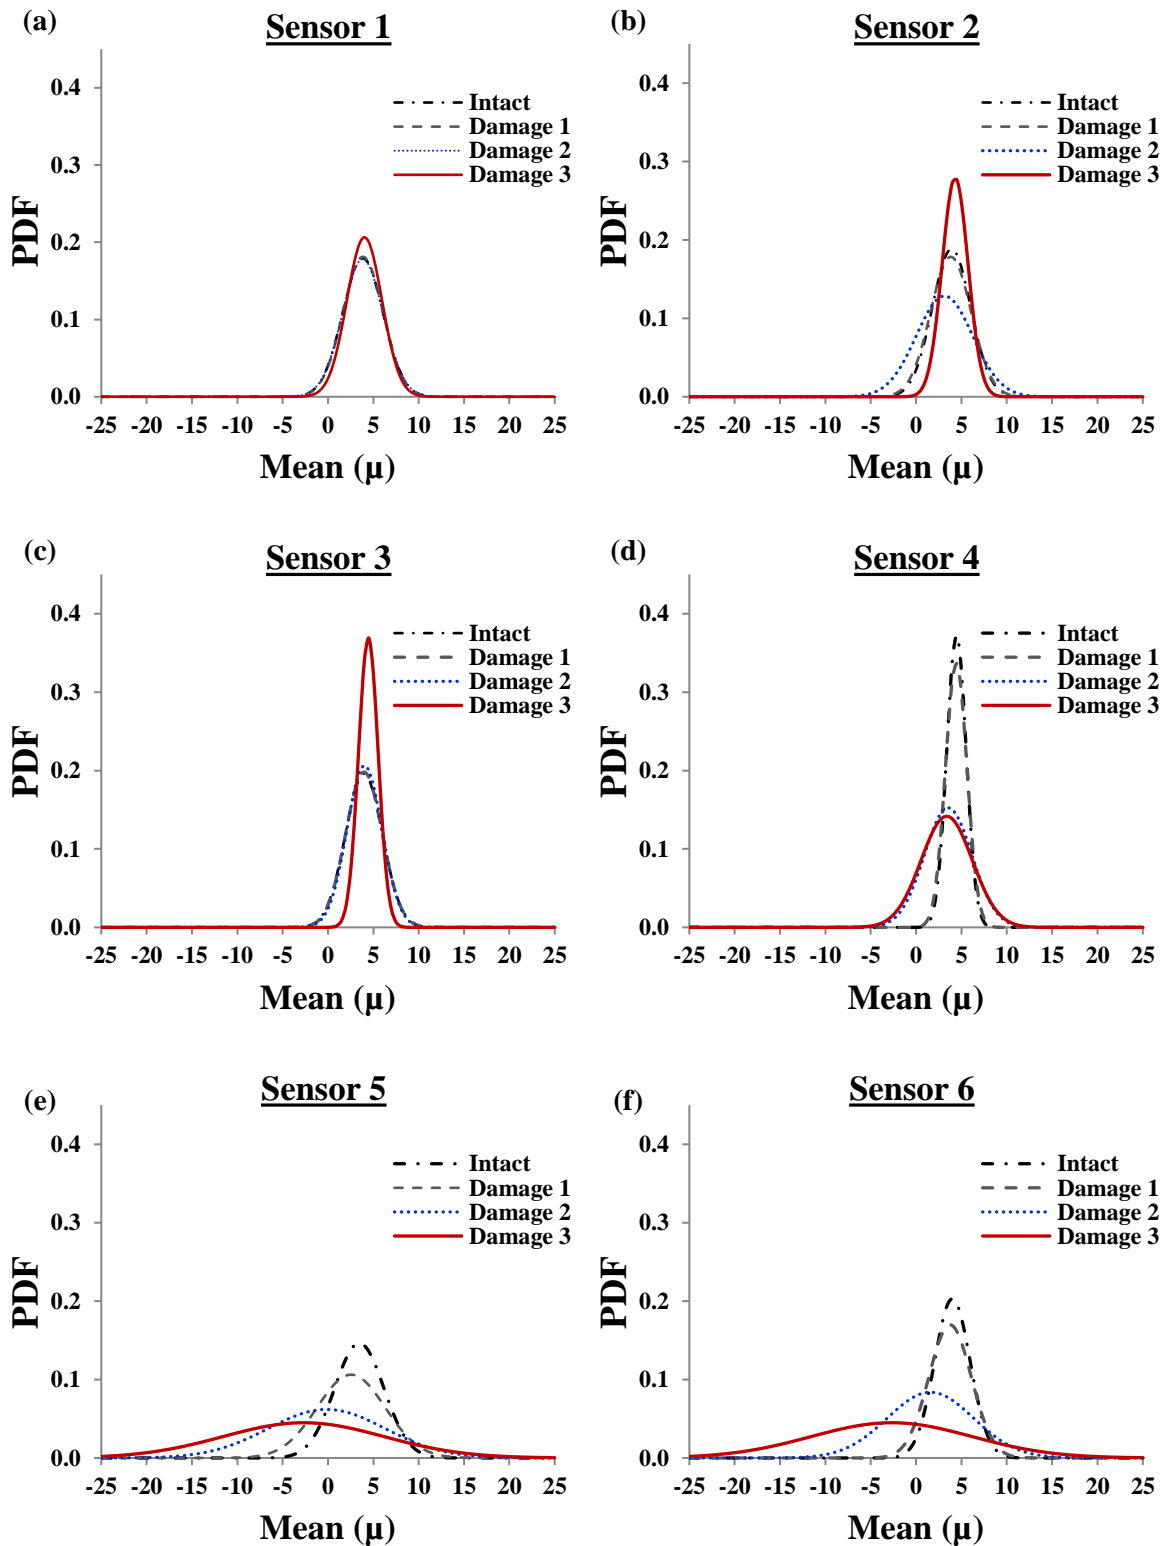 (a)
Sensor 1
0.4
0.3
0.2
0.1
0.0
PDF
Intact
Damage 1
Damage 2
Damage 3
-25 -20 -15 -10 -5 0 5 10 15 20 25
Mean (μ)
(b)
Sensor 2
0.4
0.3
0.2
0.1
0.0
PDF
Intact
Damage 1
Damage 2
Damage 3
-25 -20 -15 -10 -5 0 5 10 15 20 25
Mean (μ)
(c)
Sensor 3
0.4
0.3
0.2
0.1
0.0
PDF
Intact
Damage 1
Damage 2
Damage 3
-25 -20 -15 -10 -5 0 5 10 15 20 25
Mean (μ)
(d)
Sensor 4
0.4
0.3
0.2
0.1
0.0
PDF
Intact
Damage 1
Damage 2
Damage 3
-25 -20 -15 -10 -5 0 5 10 15 20 25
Mean (μ)
(e)
Sensor 5
0.4
0.3
0.2
0.1
0.0
PDF
Intact
Damage 1
Damage 2
Damage 3
-25 -20 -15 -10 -5 0 5 10 15 20 25
Mean (μ)
(f)
Sensor 6
0.4
0.3
0.2
0.1
0.0
PDF
Intact
Damage 1
Damage 2
Damage 3
-25 -20 -15 -10 -5 0 5 10 15 20 25
Mean (μ)